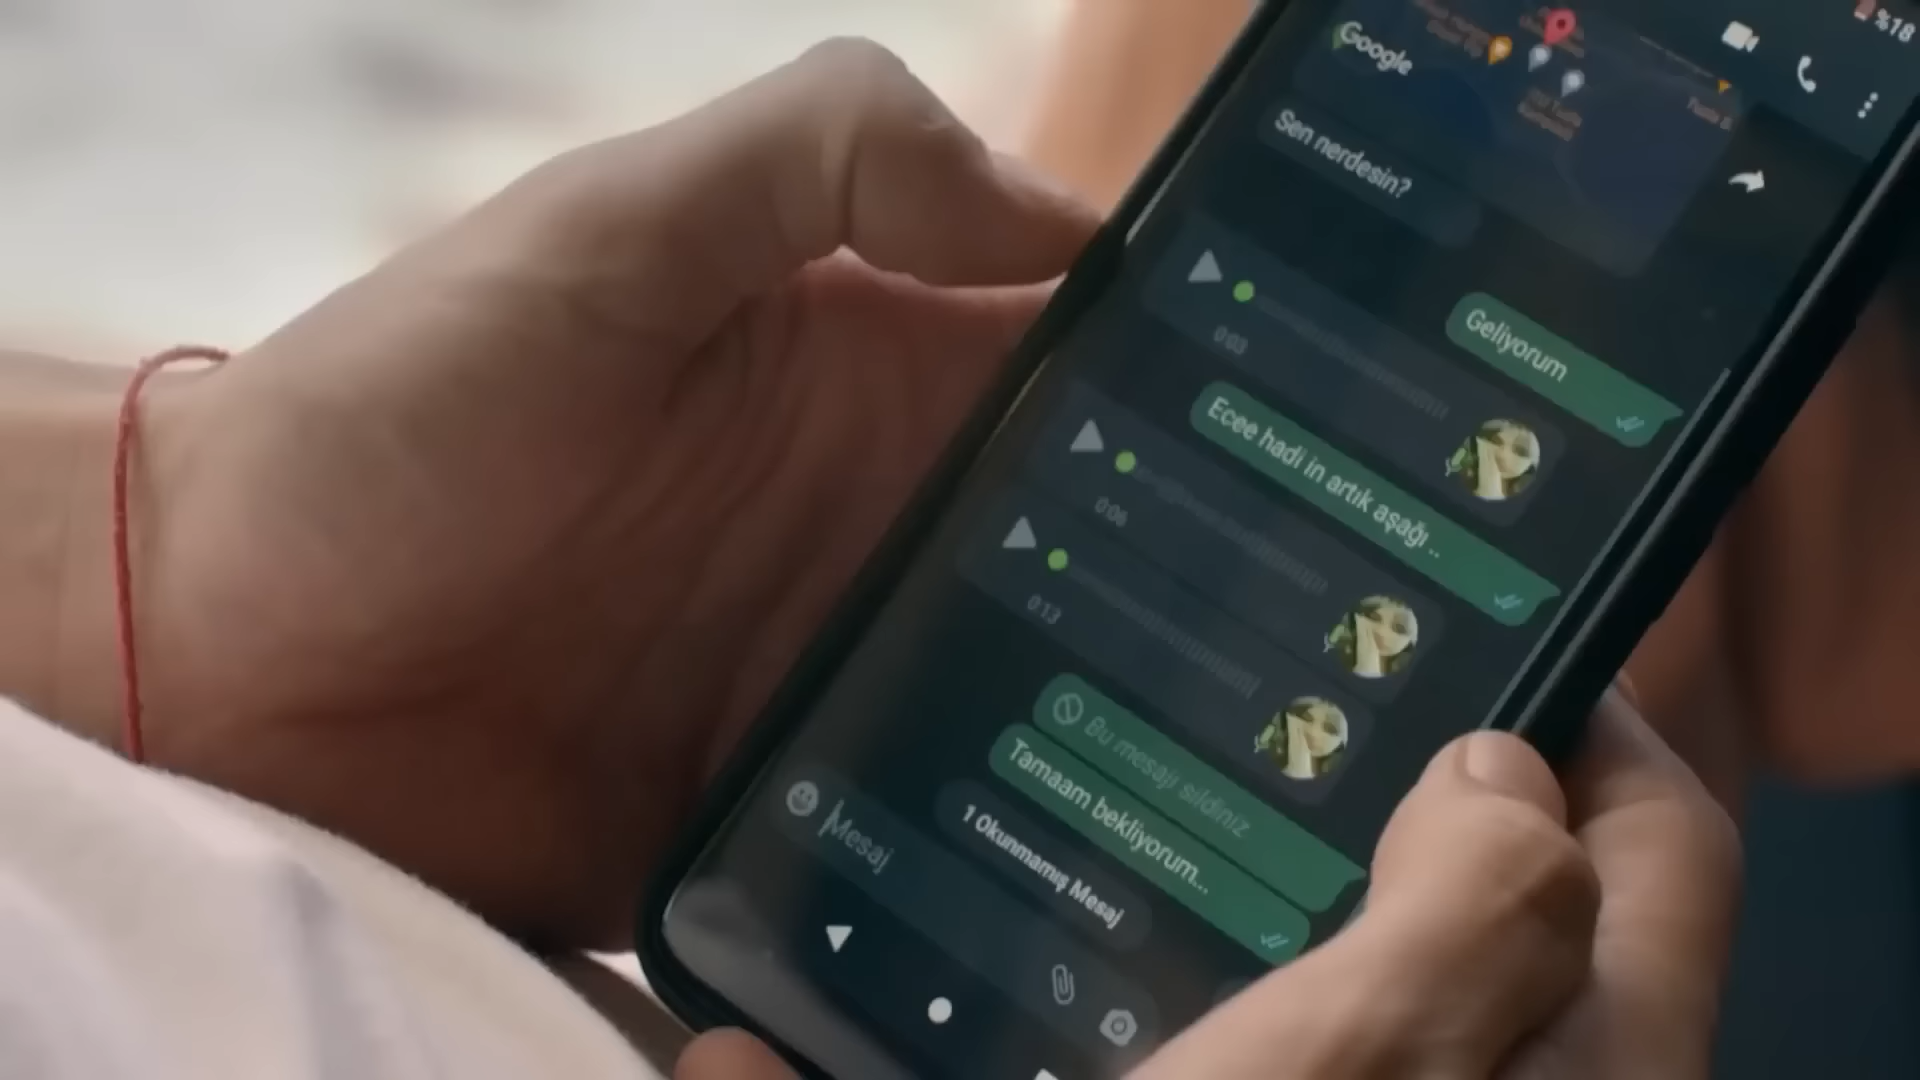 %18
Google
Sen nerdesin?
Geliyorum
0:03
Ecee hadi in artık aşağı ..
0:06
0:13
Bu mesajı sildiniz
Tamaam bekliyorum...
1 Okunmamış Mesaj
Mesaj